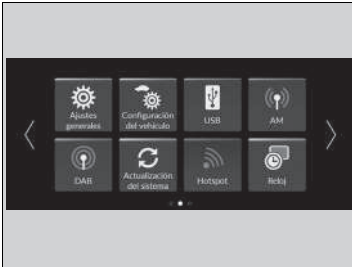 Ajustes
generales
Configuración
del vehículo
USB
AM
DAB
Actualización
del sistema
Hotspot
Reloj